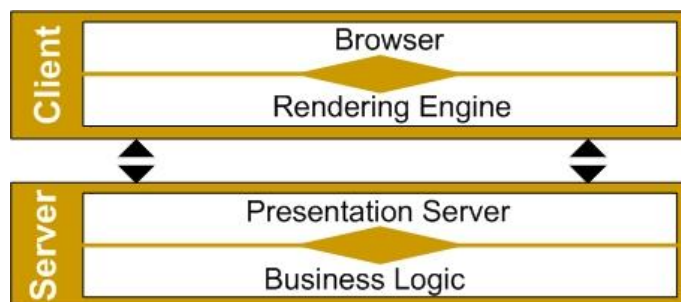 Client
Browser
Rendering Engine
Server
Presentation Server
Business Logic